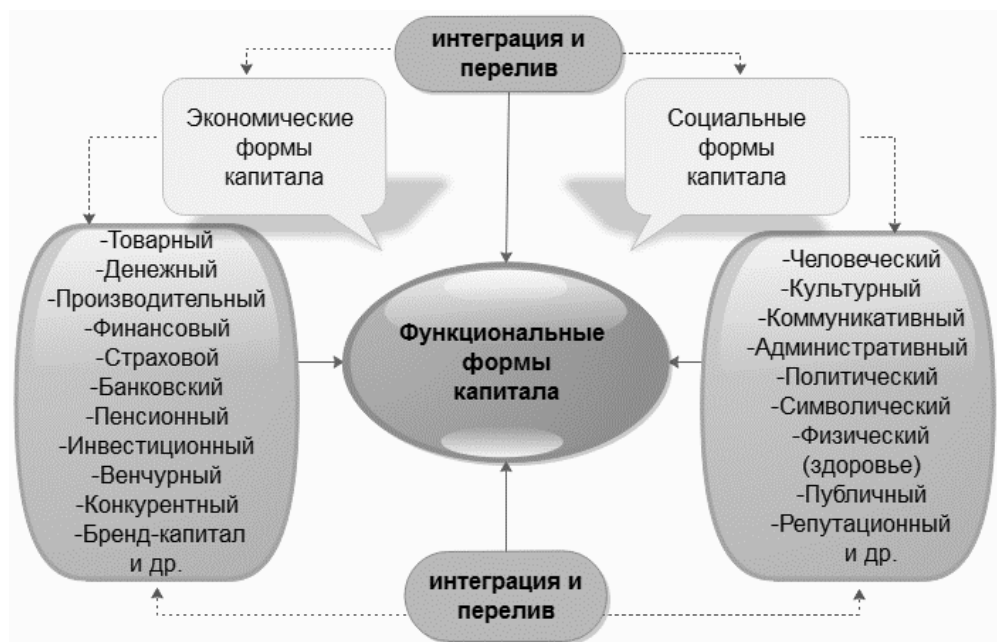 интеграция и
перелив
Экономические
формы
капитала
Социальные
формы
капитала
-Товарный
-Денежный
-Производительный
-Финансовый
-Страховой
-Банковский
-Пенсионный
-Инвестиционный
-Венчурный
-Конкурентный
-Бренд-капитал
и др.
Функциональные
формы
капитала
-Человеческий
-Культурный
-Коммуникативный
-Административный
-Политический
-Символический
-Физический
(здоровье)
-Публичный
-Репутационный
и др.
интеграция и
перелив